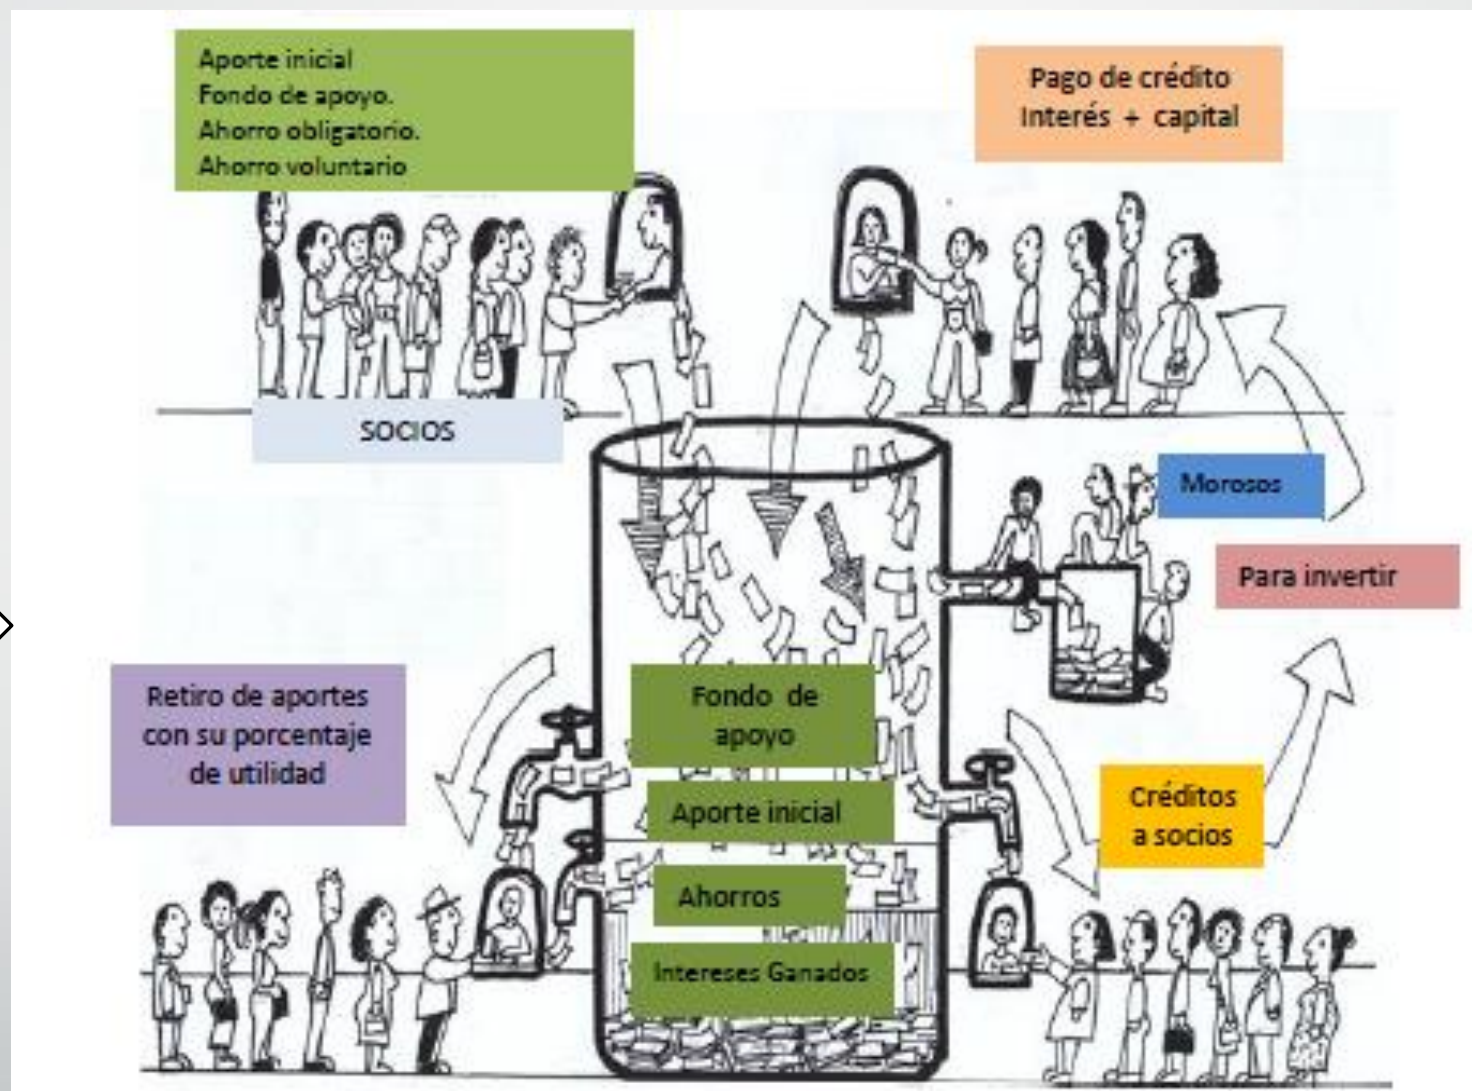 Aporte inicial
Fondo de apoyo.
Ahorro obligatorio.
Ahorro voluntario
Pago de crédito
Interés + capital
SOCIOS
Morosos
Para invertir
Retiro de aportes
con su porcentaje
de utilidad
Fondo de
apoyo
Aporte inicial
Créditos
a socios
Ahorros
Intereses Ganados